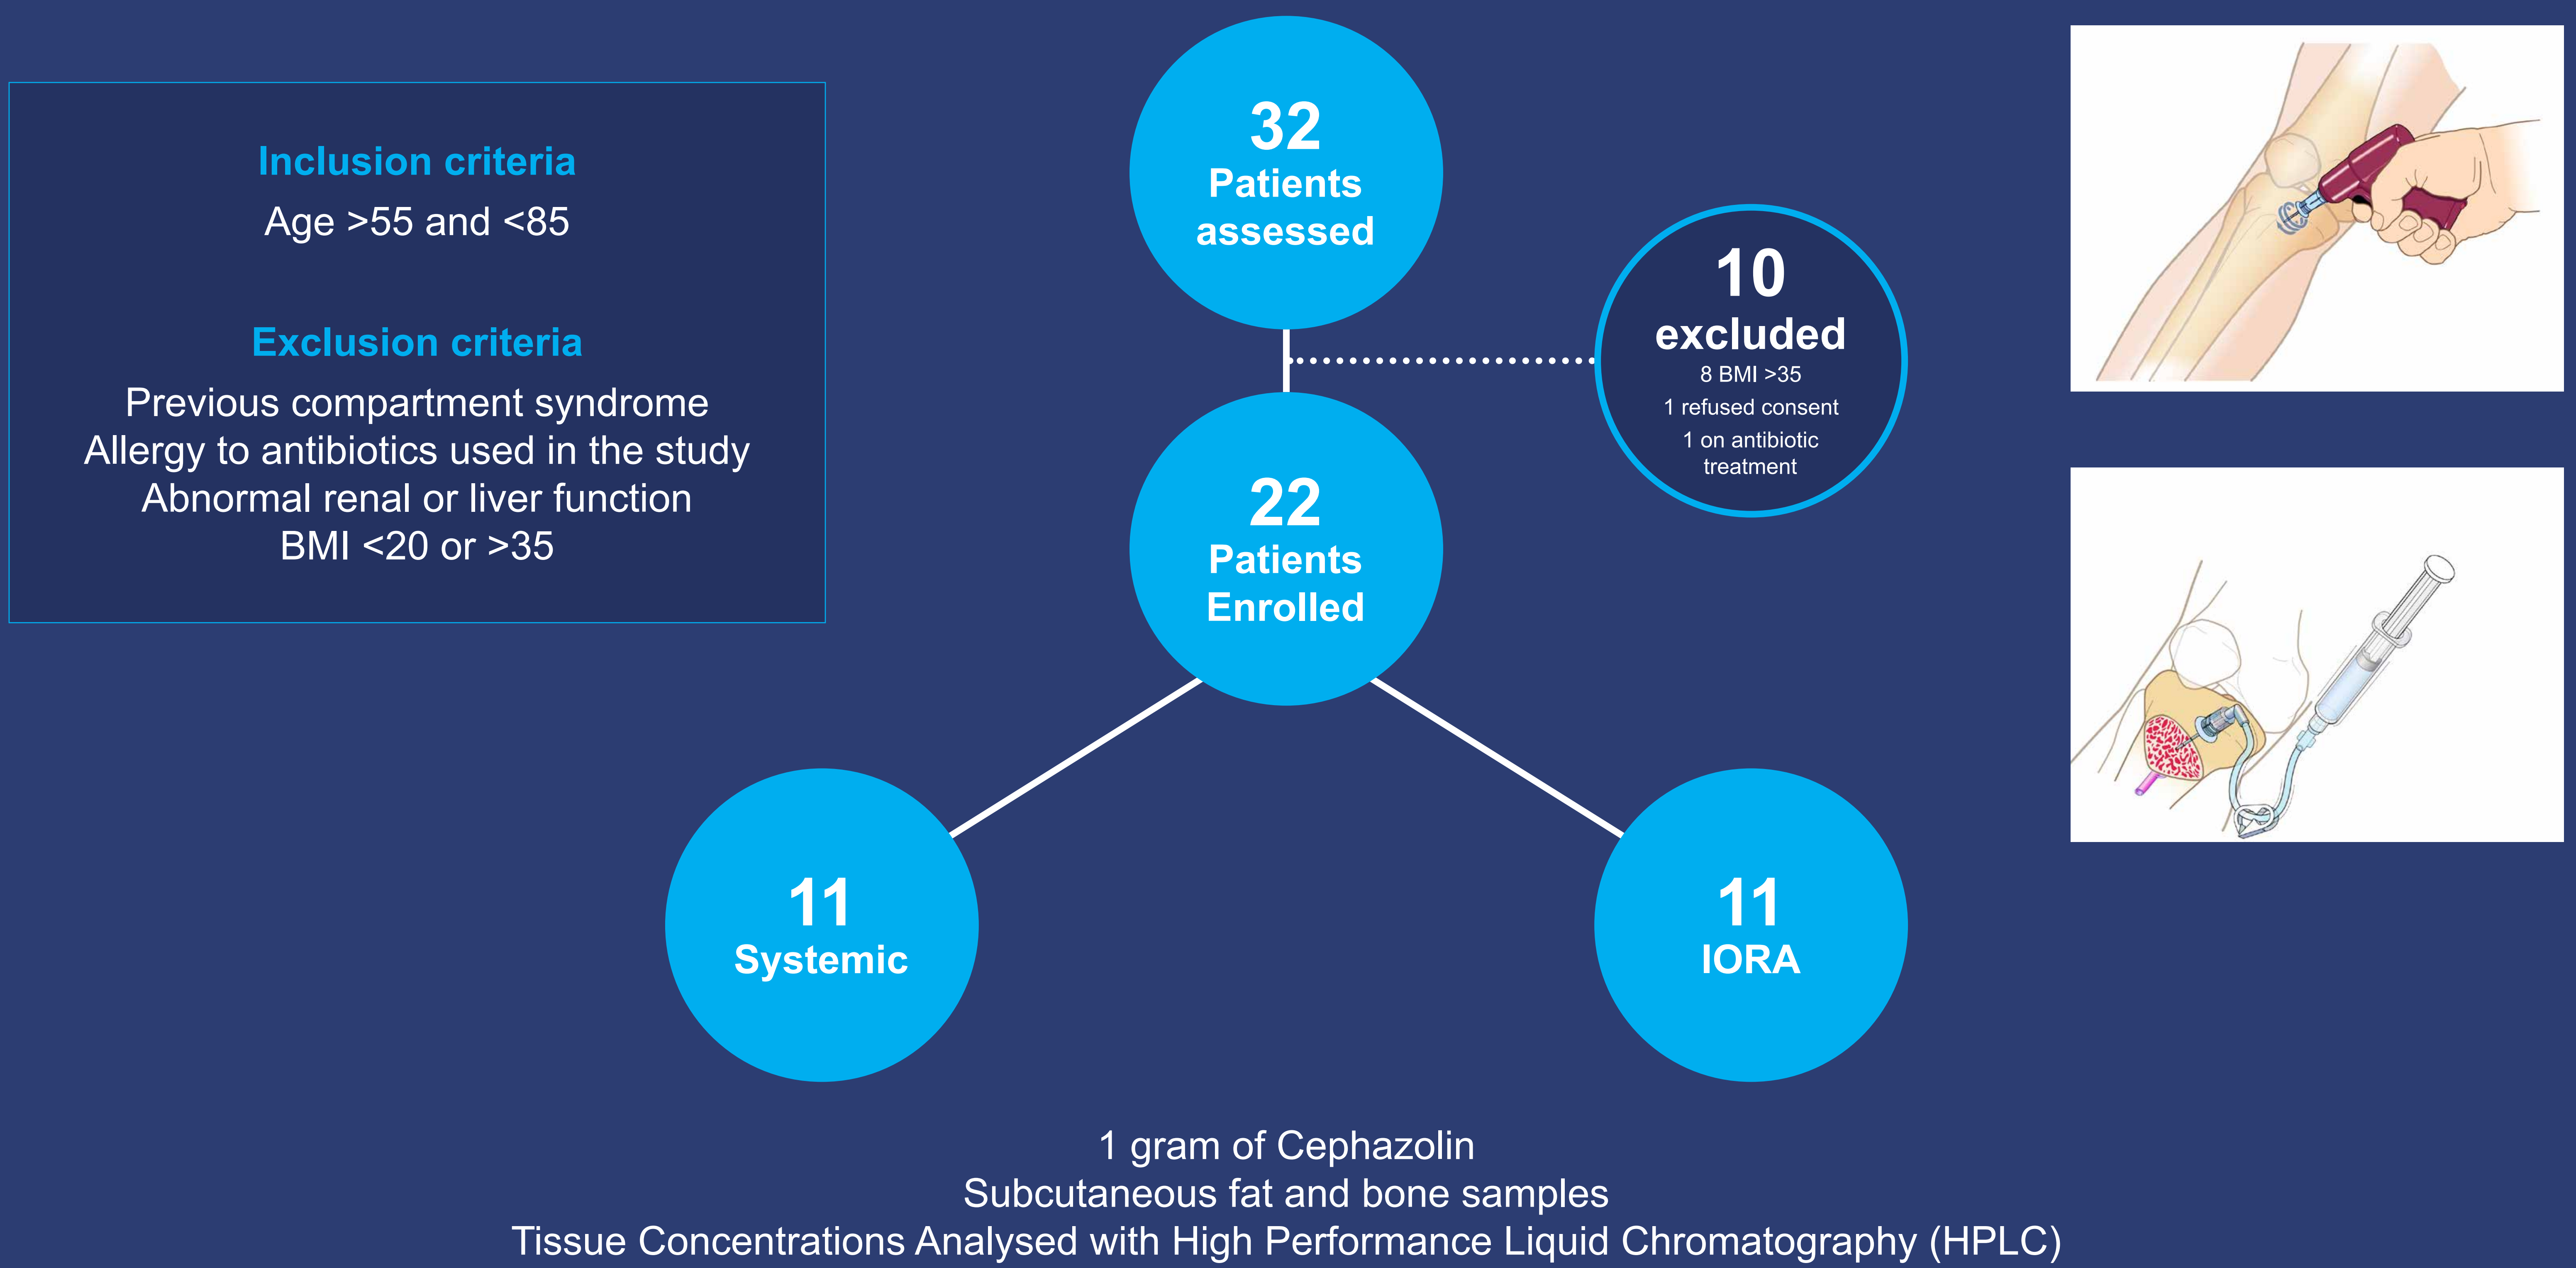 Inclusion criteria
Age >55 and <85
Exclusion criteria
Previous compartment syndrome
Allergy to antibiotics used in the study
Abnormal renal or liver function
BMI <20 or >35
32
Patients
assessed
10
excluded
8 BMI >35
1 refused consent
1 on antibiotic
treatment
22
Patients
Enrolled
11
Systemic
11
IORA
1 gram of Cephazolin
Subcutaneous fat and bone samples
Tissue Concentrations Analysed with High Performance Liquid Chromatography (HPLC)